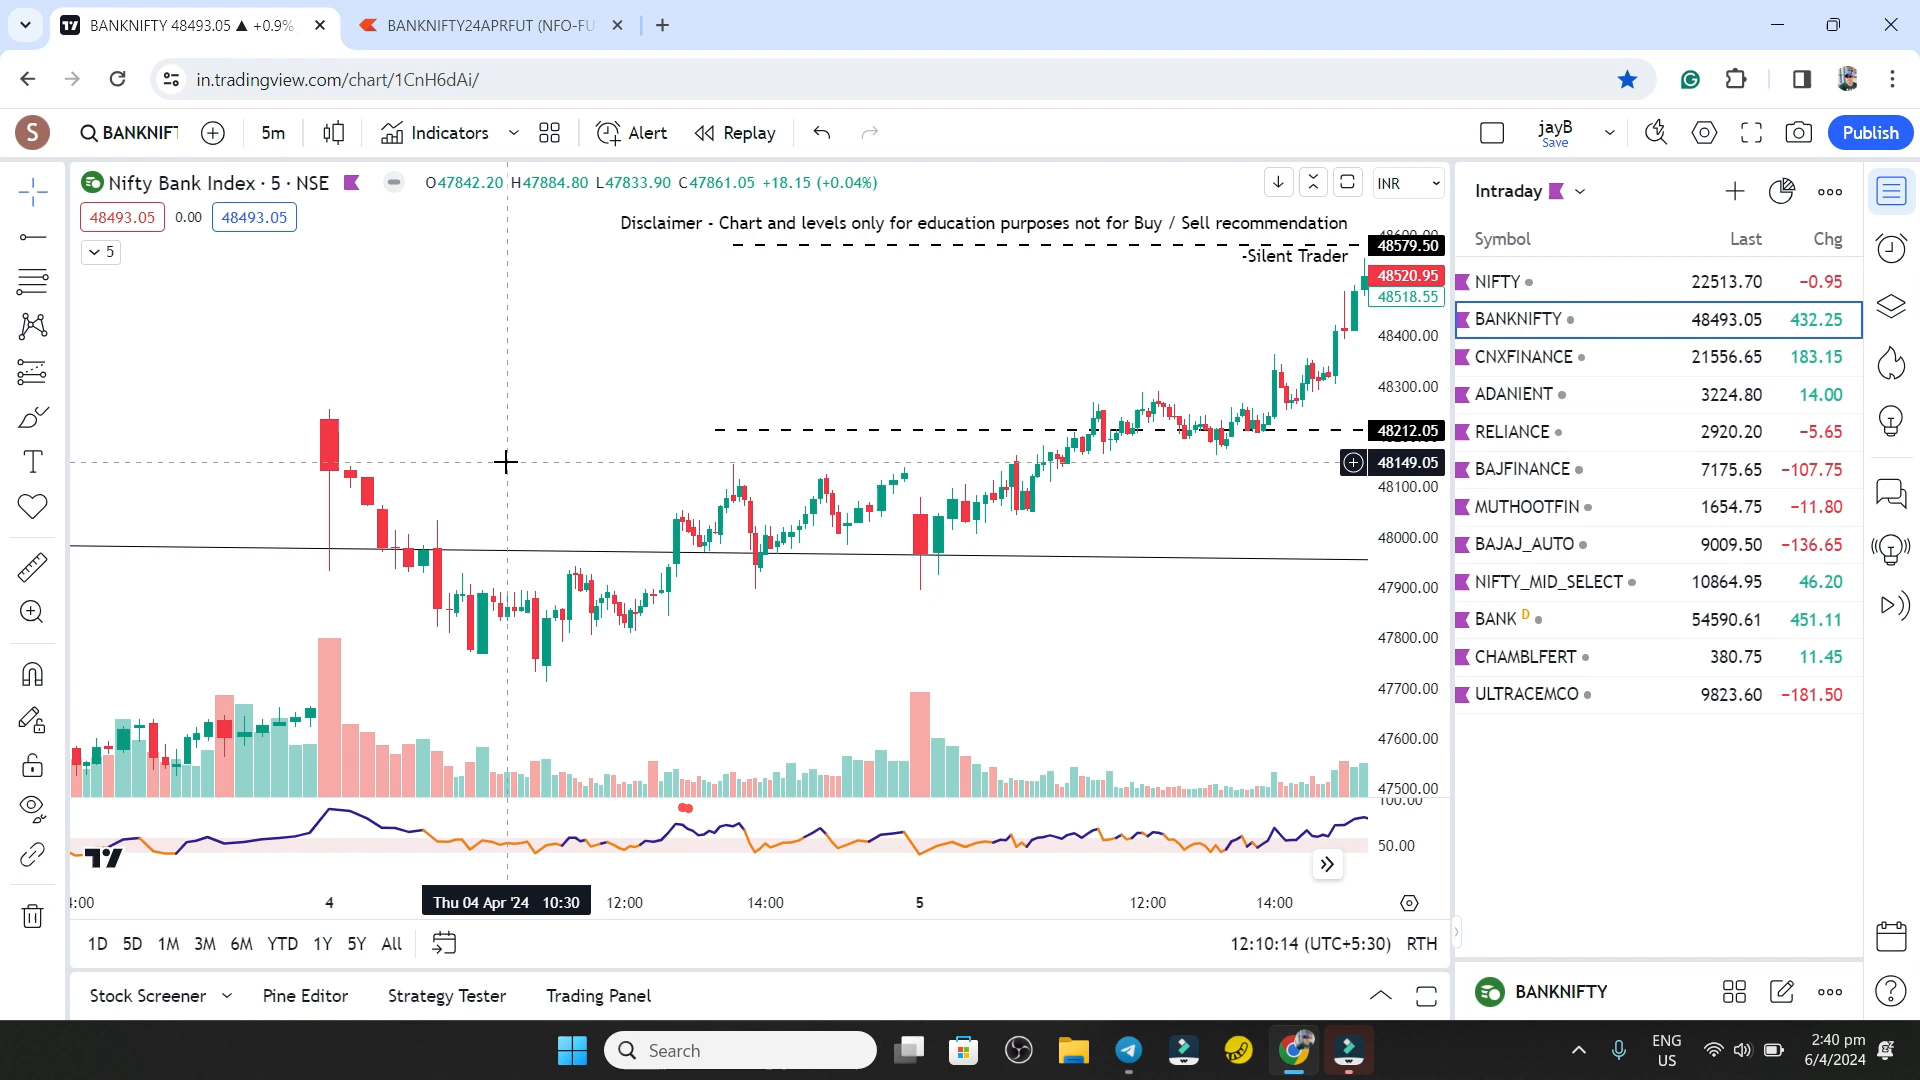 BANKNIFTY 48493.05 ▲ +0.9%
BANKNIFTY24APRFUT (NFO-FU
in.tradingview.com/chart/1CnH6dAi/
S
BANKNIFT
5m
Indicators
Alert
Replay
jayB
Save
Publish
Nifty Bank Index · 5 · NSE
O47842.20 H47884.80 L47833.90 C47861.05 +18.15 (+0.04%)
INR
48493.05
0.00
48493.05
5
Disclaimer - Chart and levels only for education purposes not for Buy / Sell recommendation
-Silent Trader
48600.00
48579.50
48520.95
48518.55
48400.00
48300.00
48212.05
48149.05
48100.00
48000.00
47900.00
47800.00
47700.00
47600.00
47500.00
100.00
50.00
4
Thu 04 Apr '24 10:30
12:00
14:00
5
12:00
14:00
1D 5D 1M 3M 6M YTD 1Y 5Y All
12:10:14 (UTC+5:30) RTH
Stock Screener
Pine Editor
Strategy Tester
Trading Panel
Intraday
Symbol Last Chg
NIFTY 22513.70 −0.95
BANKNIFTY 48493.05 432.25
CNXFINANCE 21556.65 183.15
ADANIENT 3224.80 14.00
RELIANCE 2920.20 −5.65
BAJFINANCE 7175.65 −107.75
MUTHOOTFIN 1654.75 −11.80
BAJAJ_AUTO 9009.50 −136.65
NIFTY_MID_SELECT 10864.95 46.20
BANK D 54590.61 451.11
CHAMBLFERT 380.75 11.45
ULTRACEMCO 9823.60 −181.50
BANKNIFTY
Search
ENG
US
2:40 pm
6/4/2024